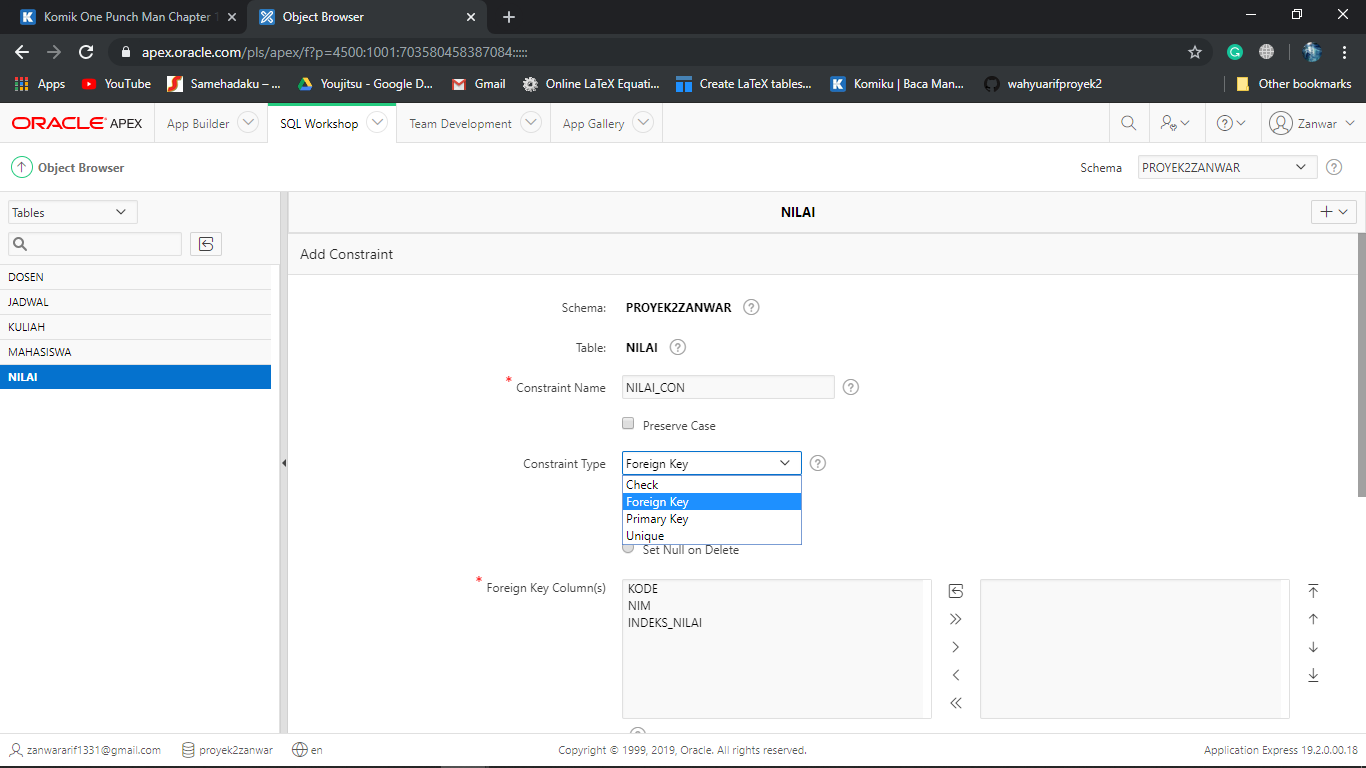 Komik One Punch Man Chapter 1
Object Browser
apex.oracle.com/pls/apex/f?p=4500:1001:703580458387084:::::
Apps
YouTube
Samehadaku – ...
Youjitsu - Google D...
Gmail
Online LaTeX Equati...
Create LaTeX tables...
Komiku | Baca Man...
wahyuarifproyek2
Other bookmarks
ORACLE APEX
App Builder
SQL Workshop
Team Development
App Gallery
Zanwar
Object Browser
Schema
PROYEK2ZANWAR
Tables
NILAI
DOSEN
JADWAL
KULIAH
MAHASISWA
NILAI
Add Constraint
Schema: PROYEK2ZANWAR
Table: NILAI
* Constraint Name NILAI_CON
Preserve Case
Constraint Type Foreign Key
Check
Foreign Key
Primary Key
Unique
Set Null on Delete
* Foreign Key Column(s)
KODE
NIM
INDEKS_NILAI
zanwararif1331@gmail.com
proyek2zanwar
en
Copyright © 1999, 2019, Oracle. All rights reserved.
Application Express 19.2.0.00.18